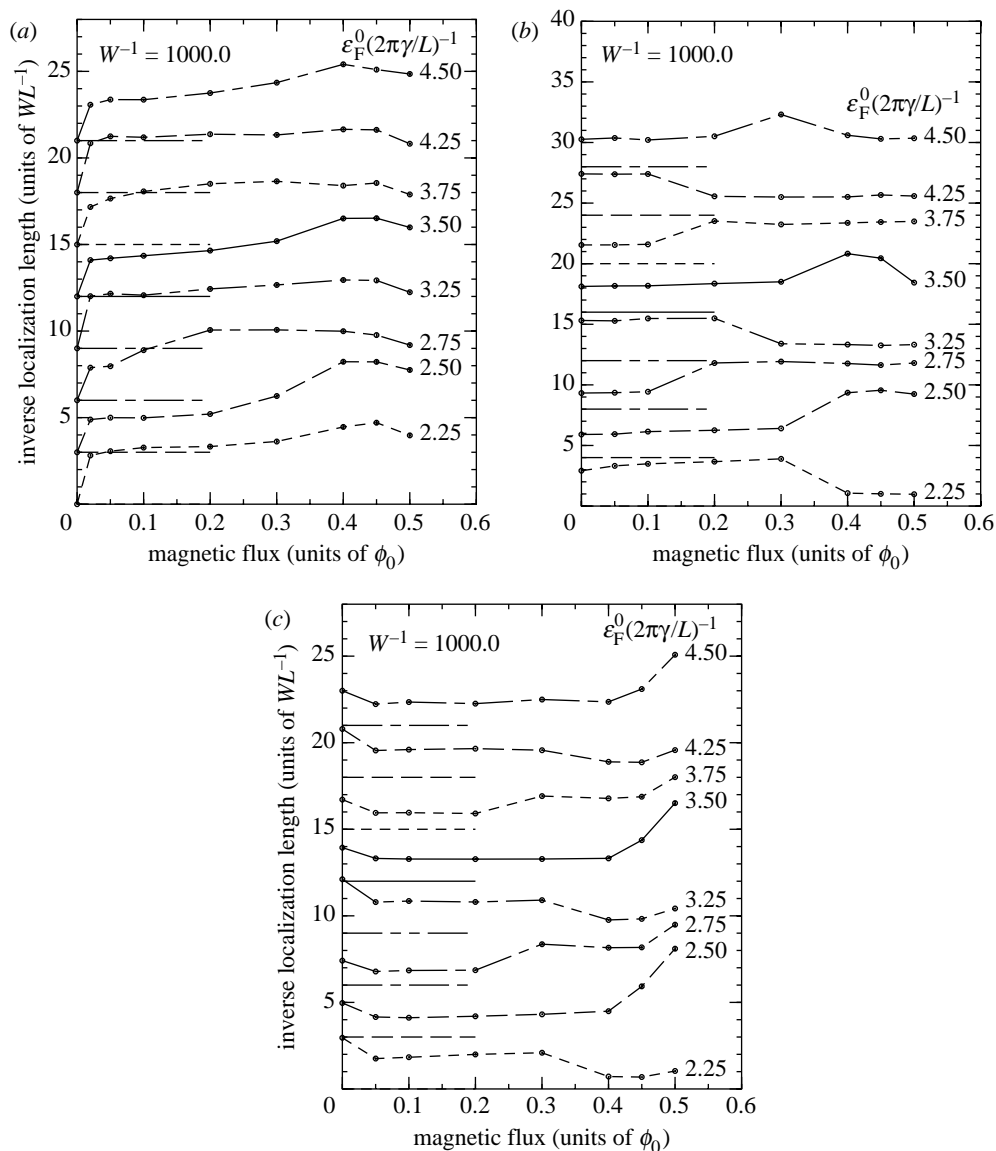 (a)
W⁻¹ = 1000.0
ε⁰F(2πγ/L)⁻¹
inverse localization length (units of WL⁻¹)
25
20
15
10
5
0
4.50
4.25
3.75
3.50
3.25
2.75
2.50
2.25
0 0.1 0.2 0.3 0.4 0.5 0.6
magnetic flux (units of ϕ₀)
(b)
W⁻¹ = 1000.0
ε⁰F(2πγ/L)⁻¹
40
35
30
25
20
15
10
5
0
4.50
4.25
3.75
3.50
3.25
2.75
2.50
2.25
0 0.1 0.2 0.3 0.4 0.5 0.6
magnetic flux (units of ϕ₀)
(c)
W⁻¹ = 1000.0
ε⁰F(2πγ/L)⁻¹
inverse localization length (units of WL⁻¹)
25
20
15
10
5
0
4.50
4.25
3.75
3.50
3.25
2.75
2.50
2.25
0 0.1 0.2 0.3 0.4 0.5 0.6
magnetic flux (units of ϕ₀)